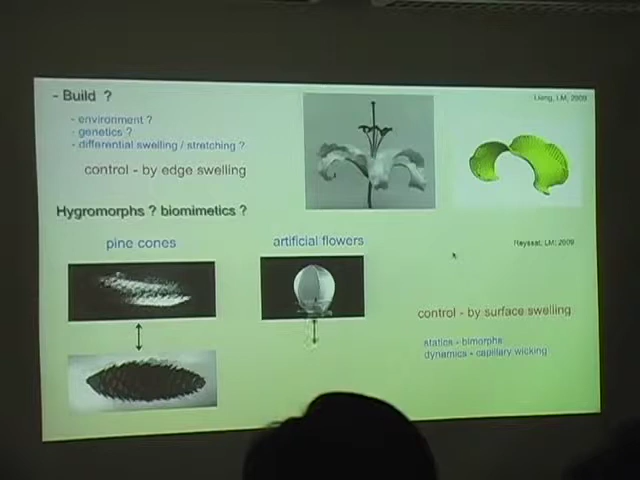 - Build ?
Liang, LM, 2009
- environment ?
- genetics ?
- differential swelling / stretching ?
control - by edge swelling
Hygromorphs ? biomimetics ?
pine cones
artificial flowers
Reyssat, LM, 2009
control - by surface swelling
statics - bimorphs
dynamics - capillary wicking